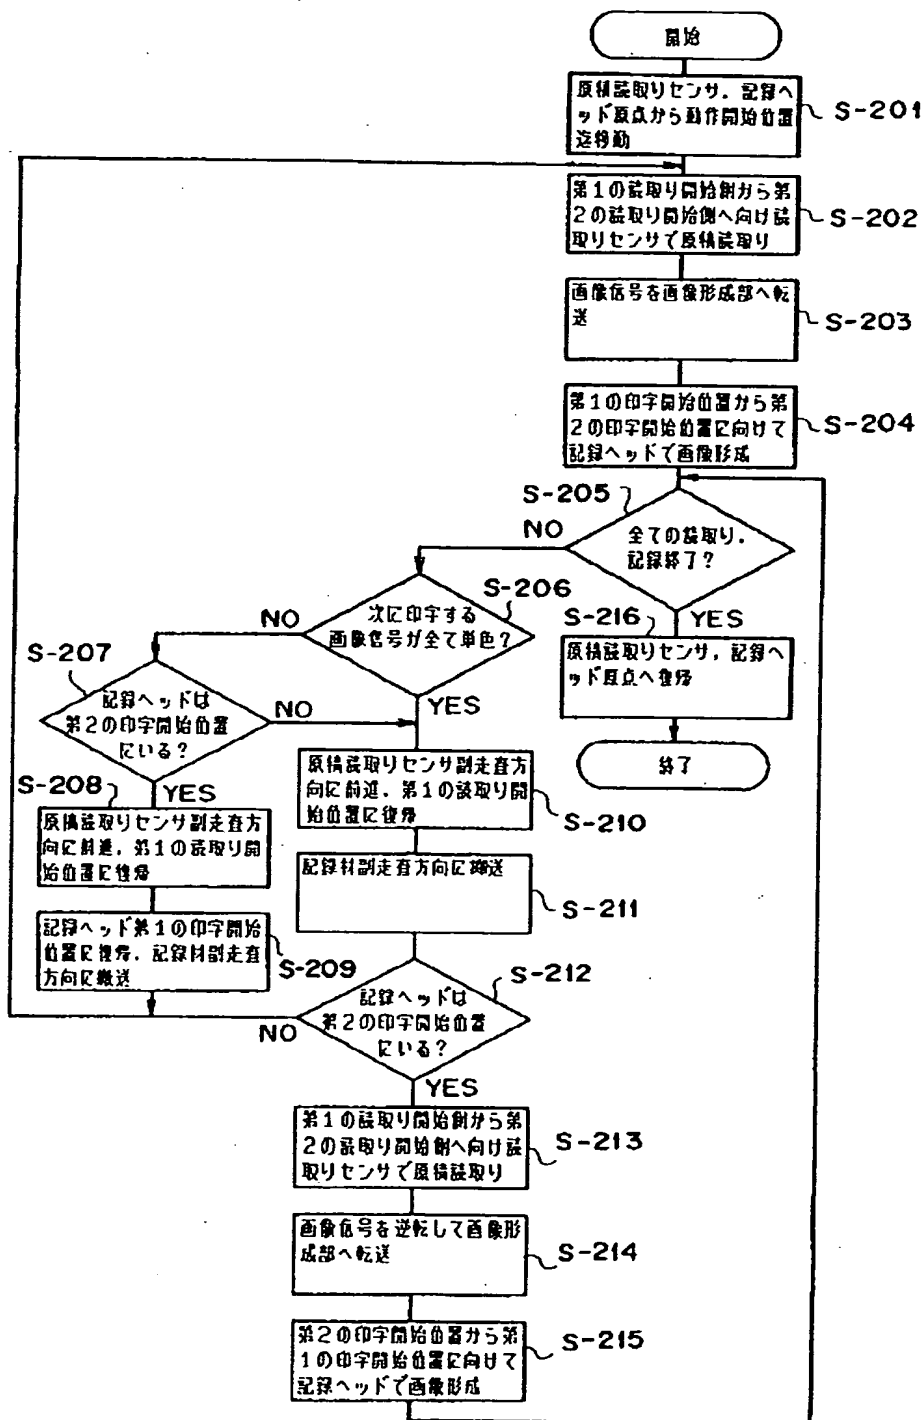 開始
原稿読取りセンサ，記録ヘ
ッド原点から動作開始位置
迄移動
S-201
第1の読取り開始側から第
2の読取り開始側へ向け読
取りセンサで原稿読取り
S-202
画像信号を画像形成部へ転
送
S-203
第1の印字開始位置から第
2の印字開始位置に向けて
記録ヘッドで画像形成
S-204
S-205
全ての読取り，
記録終了？
NO
YES
S-206
次に印字する
画像信号が全て単色？
NO
YES
S-216
原稿読取りセンサ，記録ヘ
ッド原点へ復帰
終了
S-207
記録ヘッドは
第2の印字開始位置
にいる？
NO
YES
S-208
原稿読取りセンサ副走査方
向に前進，第1の読取り開
始位置に復帰
記録ヘッド第1の印字開始
位置に復帰，記録材副走査
方向に搬送
S-209
原稿読取りセンサ副走査方
向に前進，第1の読取り開
始位置に復帰
S-210
記録材副走査方向に搬送
S-211
S-212
記録ヘッドは
第2の印字開始位置
にいる？
NO
YES
第1の読取り開始側から第
2の読取り開始側へ向け読
取りセンサで原稿読取り
S-213
画像信号を逆転して画像形
成部へ転送
S-214
第2の印字開始位置から第
1の印字開始位置に向けて
記録ヘッドで画像形成
S-215